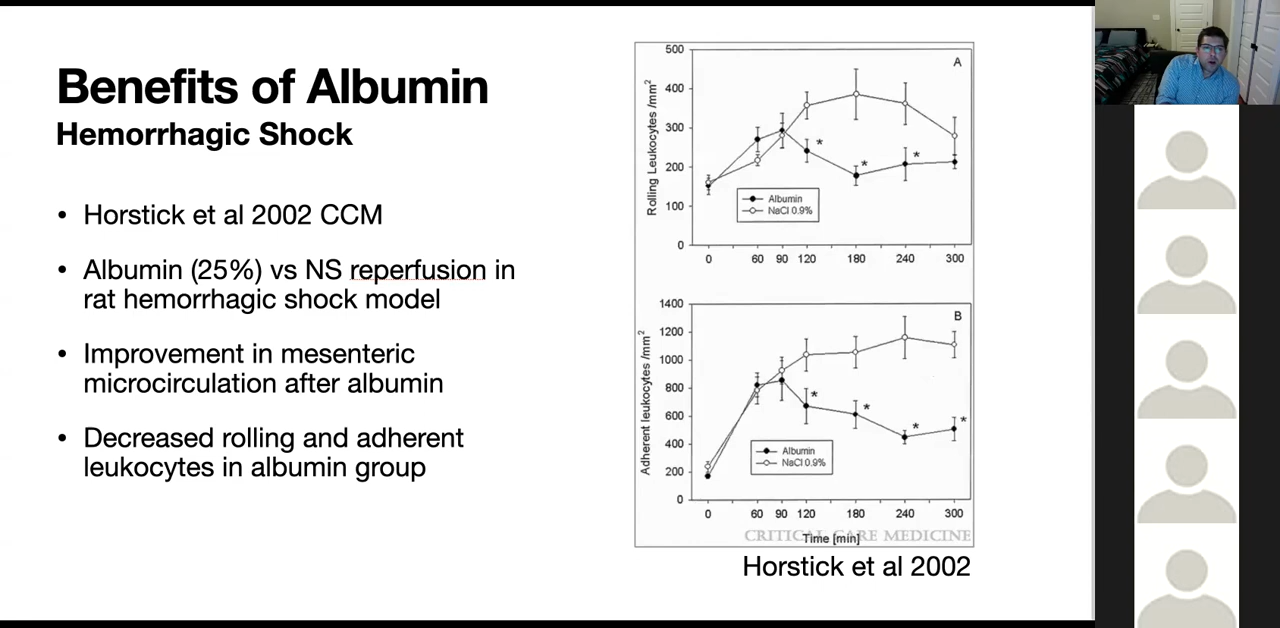 Benefits of Albumin
Hemorrhagic Shock
• Horstick et al 2002 CCM
• Albumin (25%) vs NS reperfusion in
rat hemorrhagic shock model
• Improvement in mesenteric
microcirculation after albumin
• Decreased rolling and adherent
leukocytes in albumin group
A
Rolling Leukocytes /mm²
500
400
300
200
100
0
* * *
Albumin
NaCl 0.9%
0 60 90 120 180 240 300
B
Adherent leukocytes /mm²
1400
1200
1000
800
600
400
200
0
* * * *
Albumin
NaCl 0.9%
0 60 90 120 180 240 300
CRITICAL CARE MEDICINE
Time [min]
Horstick et al 2002